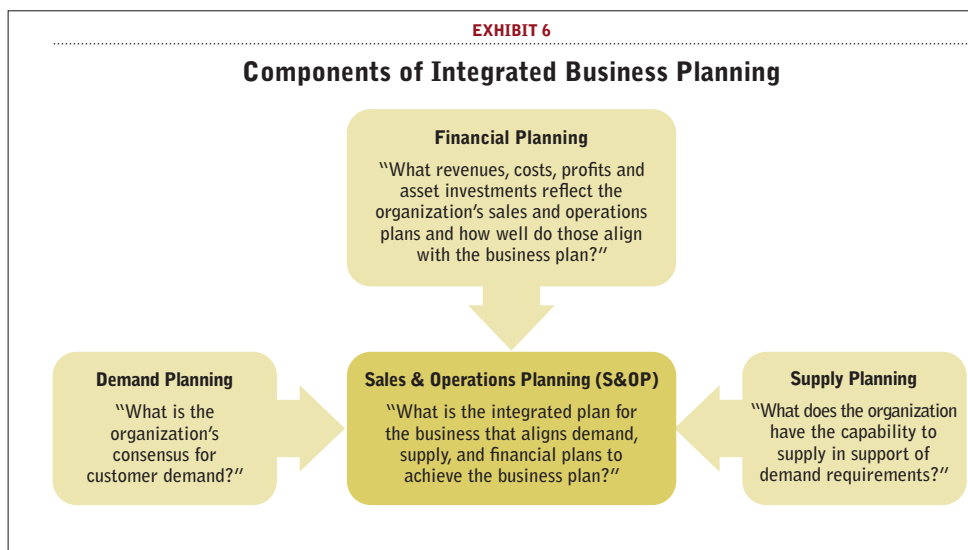 EXHIBIT 6
Components of Integrated Business Planning
Financial Planning
“What revenues, costs, profits and
asset investments reflect the
organization’s sales and operations
plans and how well do those align
with the business plan?”
Demand Planning
“What is the
organization’s
consensus for
customer demand?”
Sales & Operations Planning (S&OP)
“What is the integrated plan for
the business that aligns demand,
supply, and financial plans to
achieve the business plan?”
Supply Planning
“What does the organization
have the capability to
supply in support of
demand requirements?”